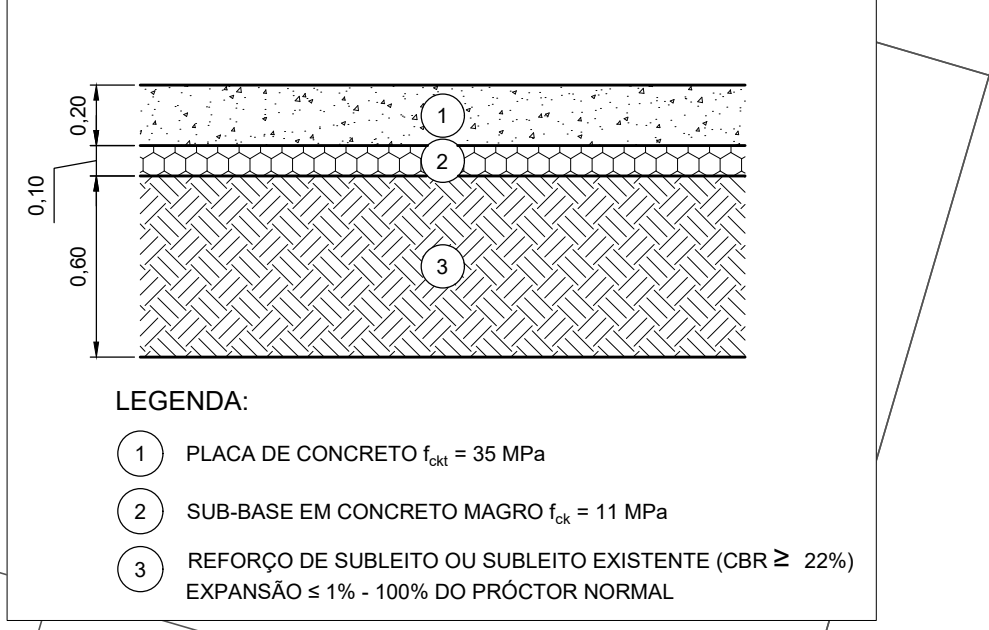 0,20
1
2
0,10
0,60
3
LEGENDA:
1 PLACA DE CONCRETO fckt = 35 MPa
2 SUB-BASE EM CONCRETO MAGRO fck = 11 MPa
3 REFORÇO DE SUBLEITO OU SUBLEITO EXISTENTE (CBR ≥ 22%)
EXPANSÃO ≤ 1% - 100% DO PRÓCTOR NORMAL